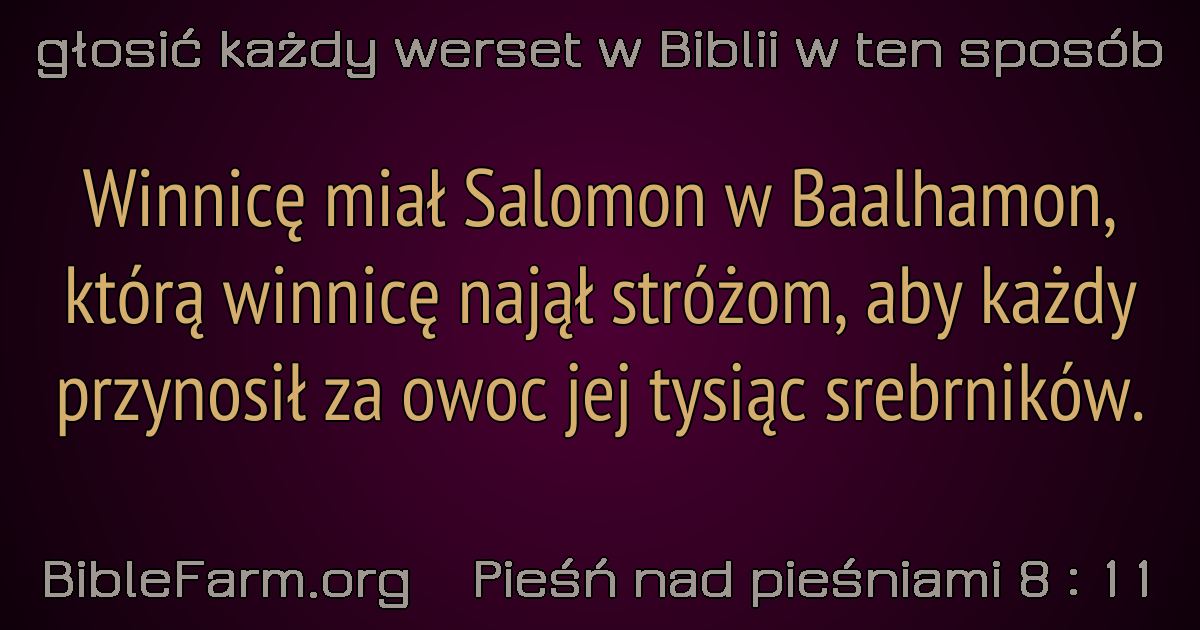 głosić każdy werset w Biblii w ten sposób
Winnicę miał Salomon w Baalhamon,
którą winnicę najął stróżom, aby każdy
przynosił za owoc jej tysiąc srebrników.
BibleFarm.org Pieśń nad pieśniami 8 : 11